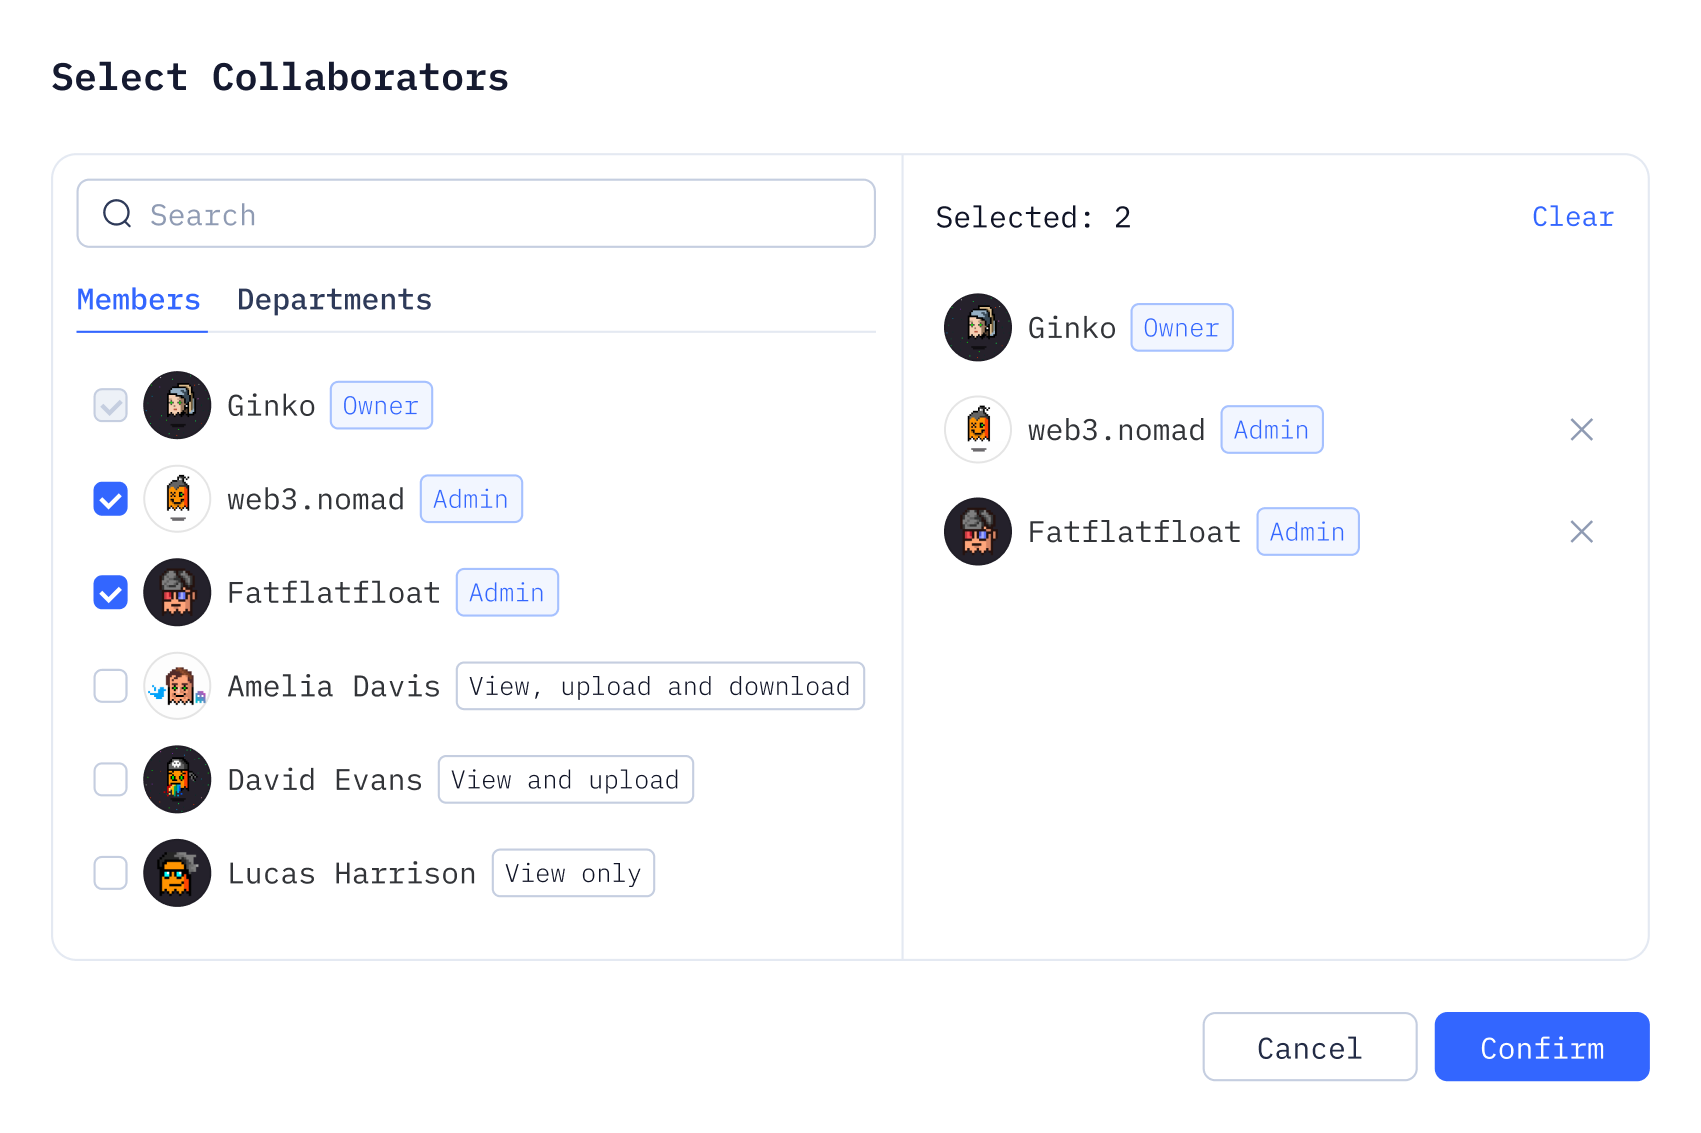 Select Collaborators
Search
Members Departments
Ginko Owner
web3.nomad Admin
Fatflatfloat Admin
Amelia Davis View, upload and download
David Evans View and upload
Lucas Harrison View only
Selected: 2 Clear
Ginko Owner
web3.nomad Admin
Fatflatfloat Admin
Cancel Confirm